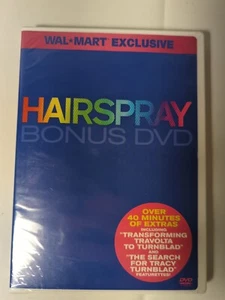 WAL★MART EXCLUSIVE
HAIRSPRAY
BONUS DVD
OVER
40 MINUTES
OF EXTRAS
INCLUDING
"TRANSFORMING
TRAVOLTA
TO TURNBLAD"
AND
"THE SEARCH
FOR TRACY
TURNBLAD"
FEATURETTES!
DVD